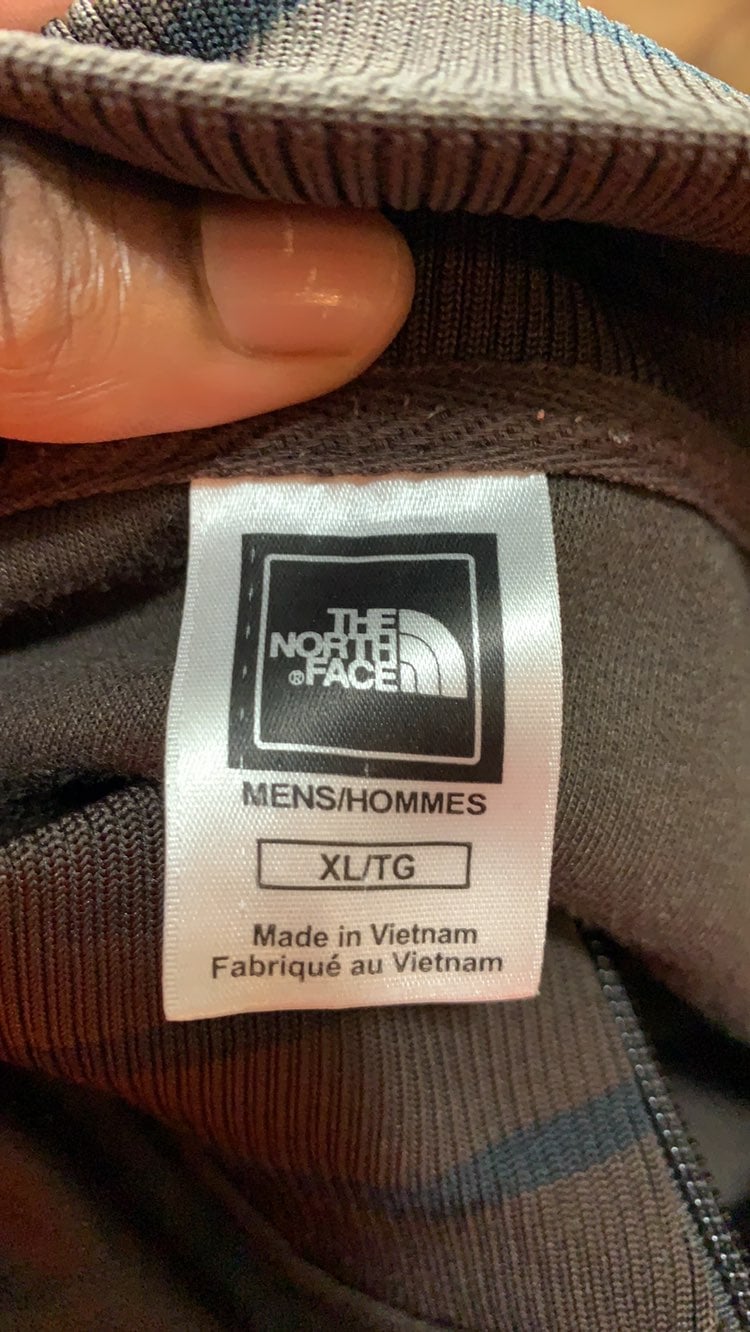 THE
NORTH
®FACE
MENS/HOMMES
XL/TG
Made in Vietnam
Fabriqué au Vietnam